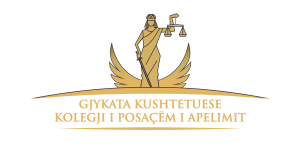 GJYKATA KUSHTETUESE
KOLEGJI I POSAÇËM I APELIMIT